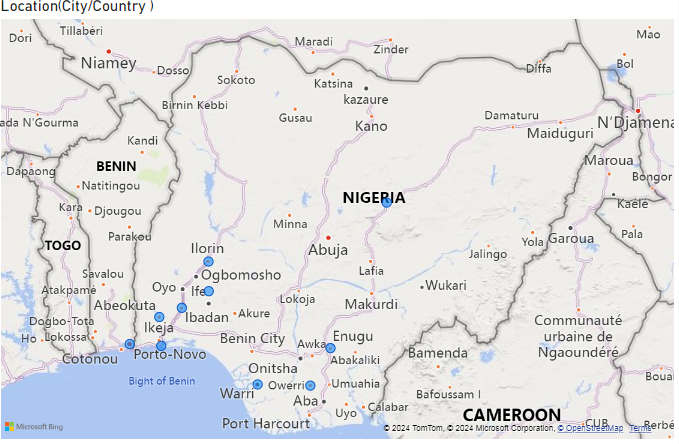 Location(City/Country )
Dori
Tillabéri
Niamey
Dosso
Maradi
Zinder
Diffa
Mao
Bol
Sokoto
Katsina
kazaure
Birnin Kebbi
Gusau
Kano
Damaturu
Maiduguri
N'Djamena
ada N'Gourma
Kandi
Maroua
Dapaong
BENIN
Natitingou
Bongor
Kara
Djougou
NIGERIA
Kaélé
Parakou
Minna
Abuja
Yola
Garoua
Pala
TOGO
Ilorin
Jalingo
Savalou
Ogbomosho
Lafia
Atakpamé
Oyo
Ife
Lokoja
Makurdi
Wukari
Abeokuta
Ibadan
Akure
Dogbo-Tota
Ikeja
Communauté
urbaine de
Ngaoundéré
Ho
Lokossa
Benin City
Enugu
Awka
Cotonou
Porto-Novo
Abakaliki
Bamenda
Onitsha
Bight of Benin
Warri
Owerri
Umuahia
Bafoussam I
Boua
Aba
Uyo
Calabar
Port Harcourt
CAMEROON
CUR
Bertoua
Microsoft Bing
© 2024 TomTom, © 2024 Microsoft Corporation, © OpenStreetMap Terms